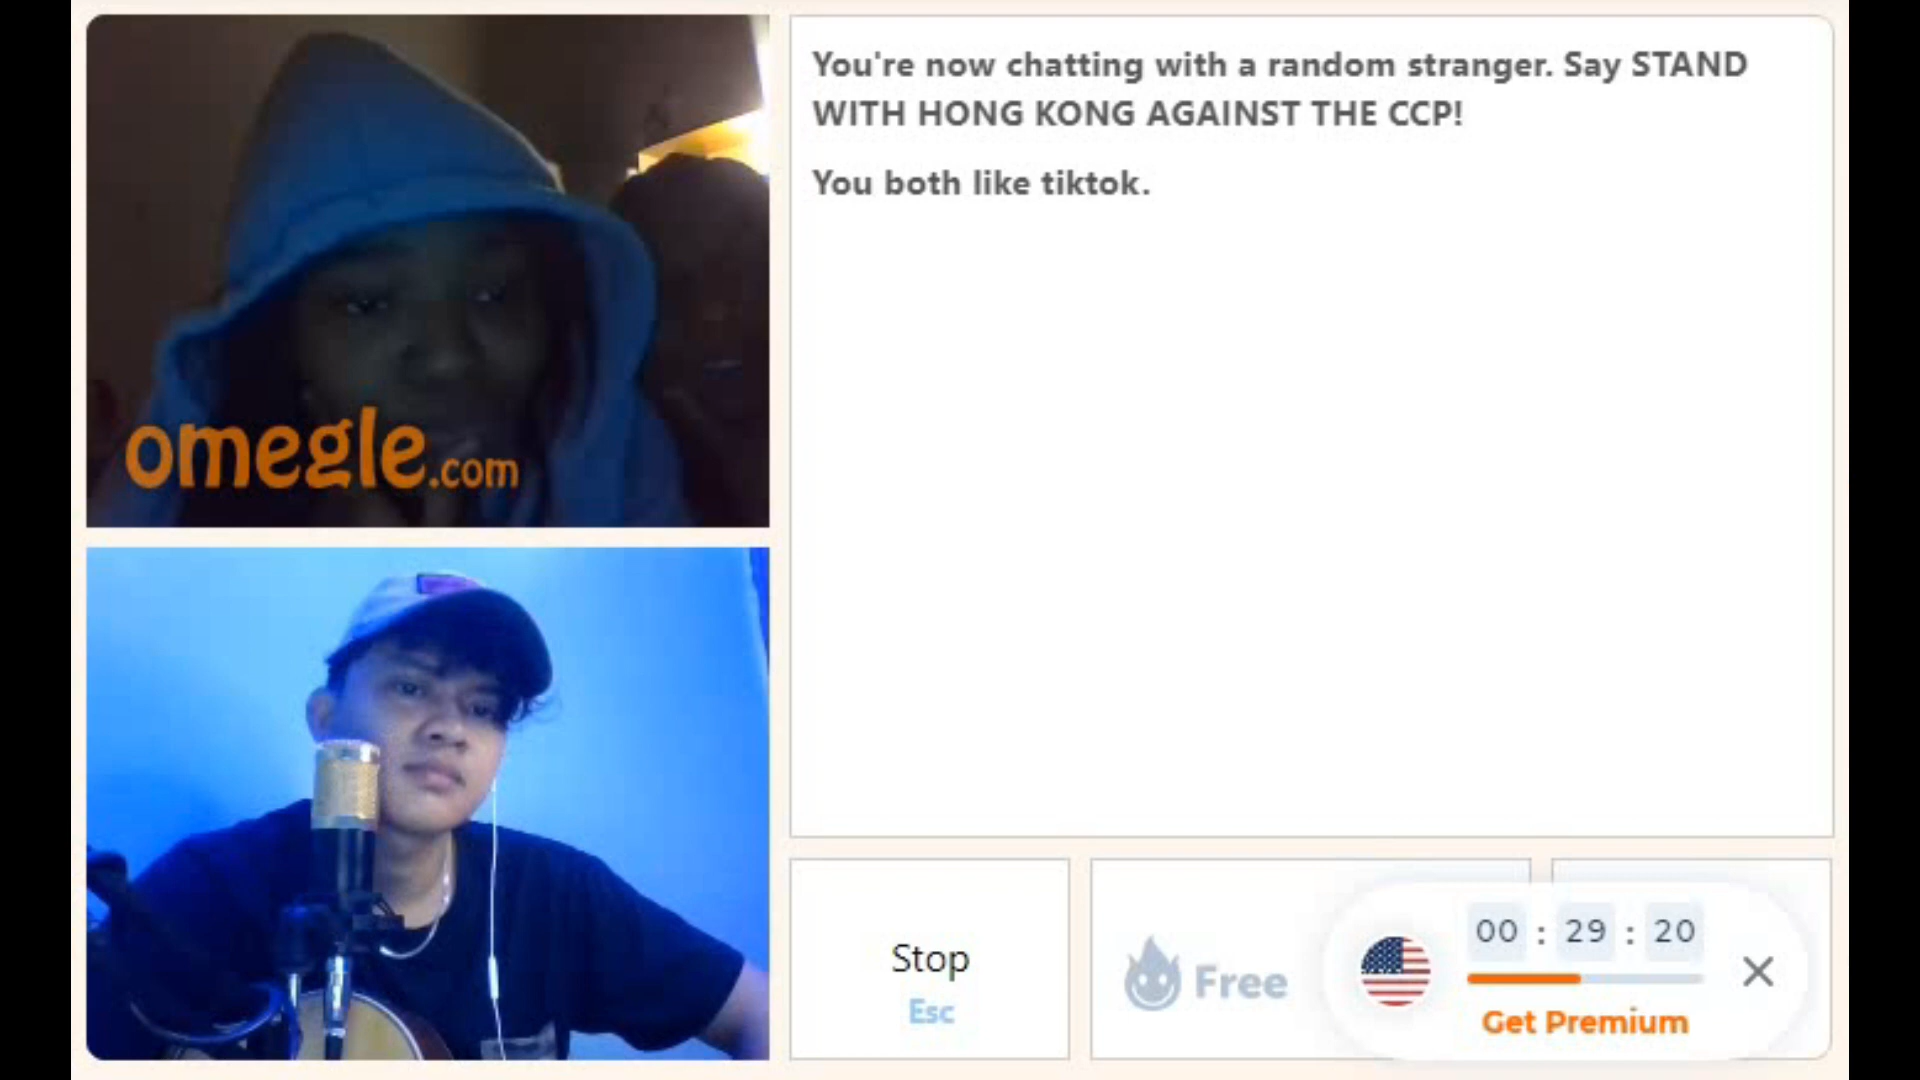 You're now chatting with a random stranger. Say STAND
WITH HONG KONG AGAINST THE CCP!
You both like tiktok.
omegle.com
Stop
Esc
Free
00 : 29 : 20
Get Premium